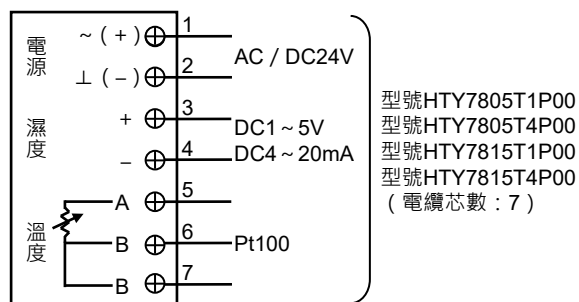 電源
~（+） 1
⊥（−） 2
AC / DC24V
濕度
+ 3
− 4
DC1～5V
DC4～20mA
溫度
A 5
B 6
B 7
Pt100
型號HTY7805T1P00
型號HTY7805T4P00
型號HTY7815T1P00
型號HTY7815T4P00
（電纜芯數：7）